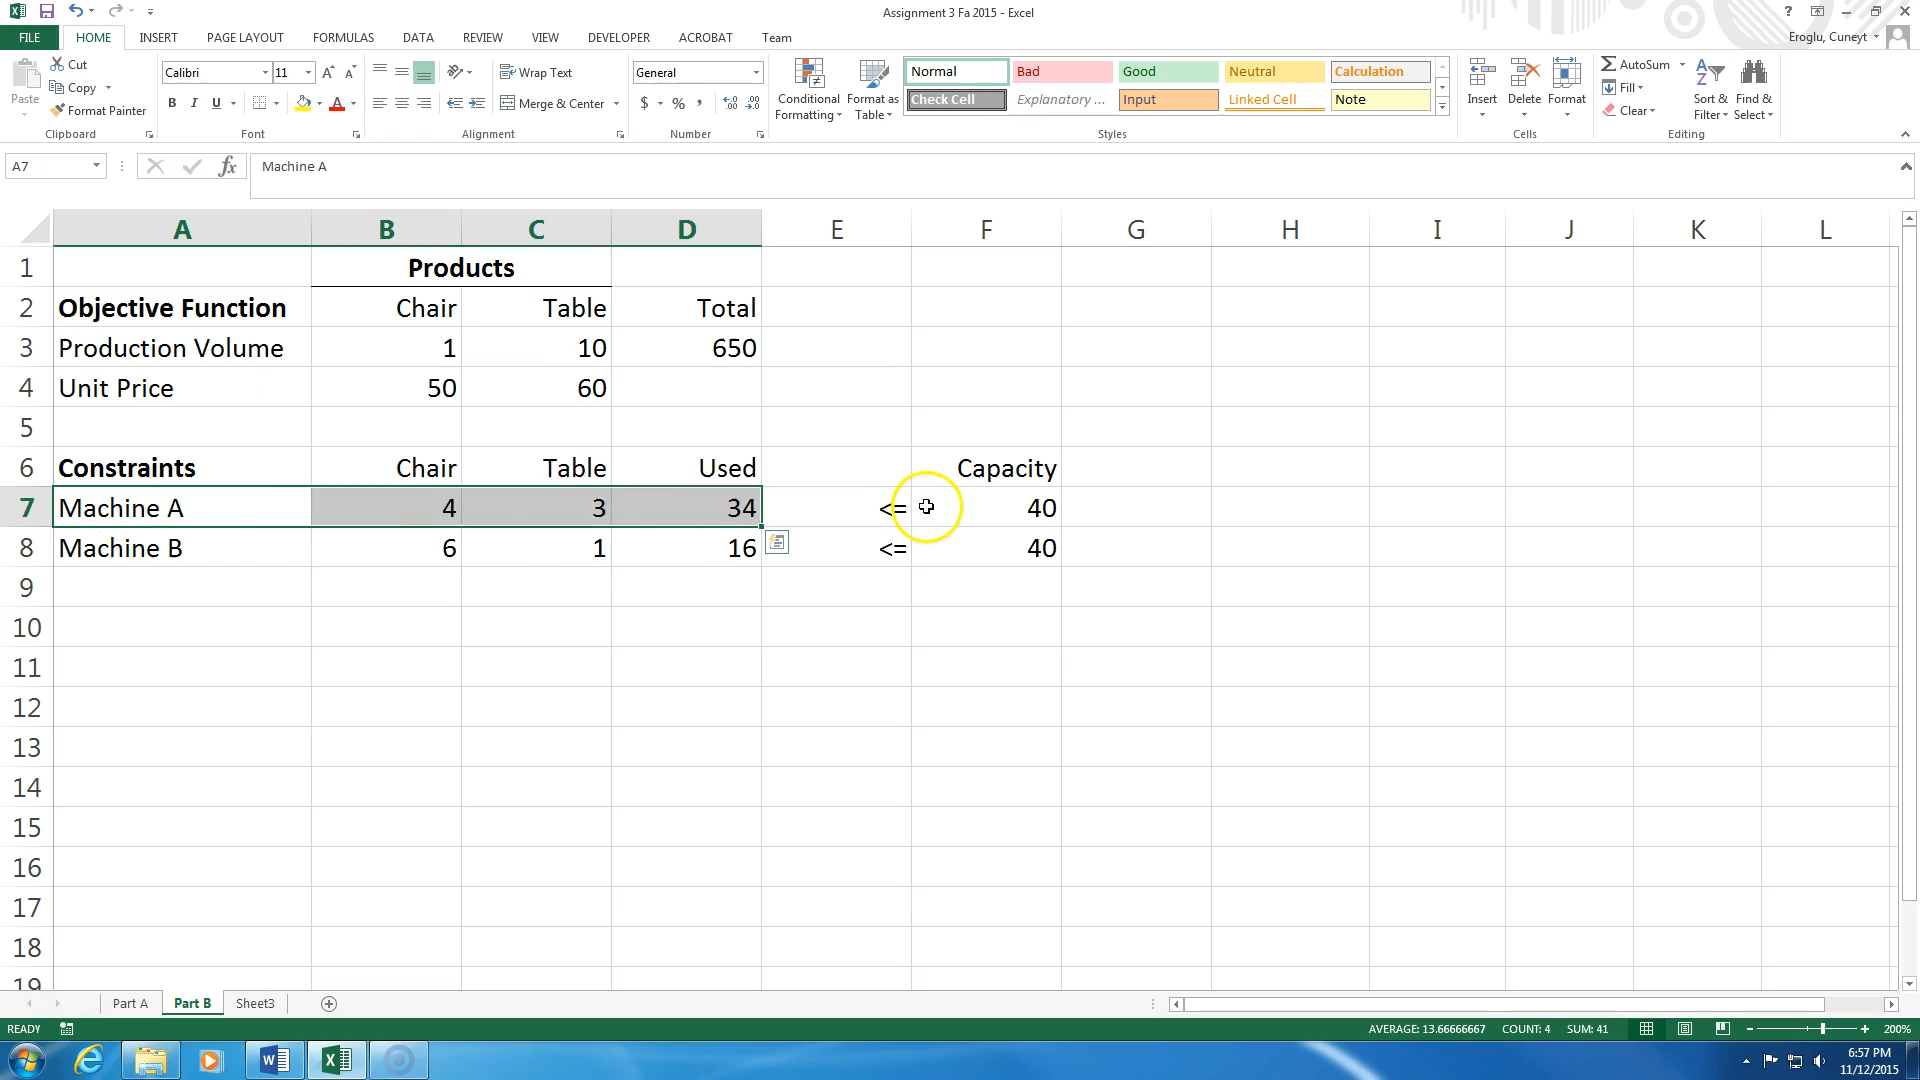 Assignment 3 Fa 2015 - Excel
FILE HOME INSERT PAGE LAYOUT FORMULAS DATA REVIEW VIEW DEVELOPER ACROBAT Team
Eroglu, Cuneyt
Paste
Cut
Copy
Format Painter
Clipboard
Calibri 11
B I U
Font
Wrap Text
Merge & Center
Alignment
General
$ %
Number
Conditional Formatting
Format as Table
Normal Bad Good Neutral Calculation
Check Cell Explanatory ... Input Linked Cell Note
Styles
Insert Delete Format
Cells
AutoSum
Fill
Clear
Sort & Filter
Find & Select
Editing
A7 fx Machine A
A B C D E F G H I J K L
1 Products
2 Objective Function Chair Table Total
3 Production Volume 1 10 650
4 Unit Price 50 60
5
6 Constraints Chair Table Used Capacity
7 Machine A 4 3 34 <= 40
8 Machine B 6 1 16 <= 40
9
10
11
12
13
14
15
16
17
18
19
Part A Part B Sheet3
READY AVERAGE: 13.66666667 COUNT: 4 SUM: 41 200%
6:57 PM
11/12/2015